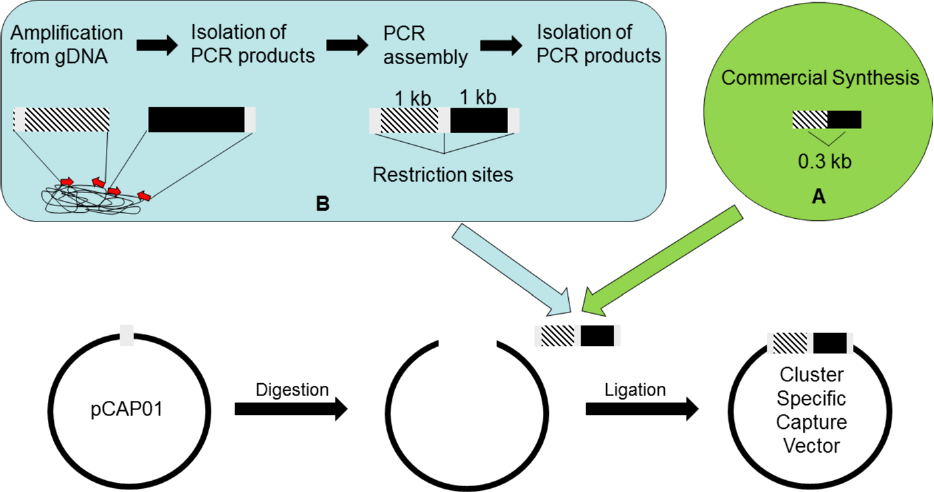 Amplification
from gDNA
Isolation of
PCR products
PCR
assembly
Isolation of
PCR products
1 kb
1 kb
Restriction sites
B
Commercial Synthesis
0.3 kb
A
pCAP01
Digestion
Ligation
Cluster
Specific
Capture
Vector